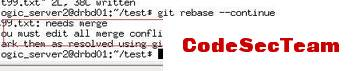 t99.txt" 2L, 38C written
ogic_server2@drbd01:~/test# git rebase --continue
99.txt: needs merge
ou must edit all merge confli
ark them as resolved using gi
ogic_server2@drbd01:~/test#
CodeSecTeam